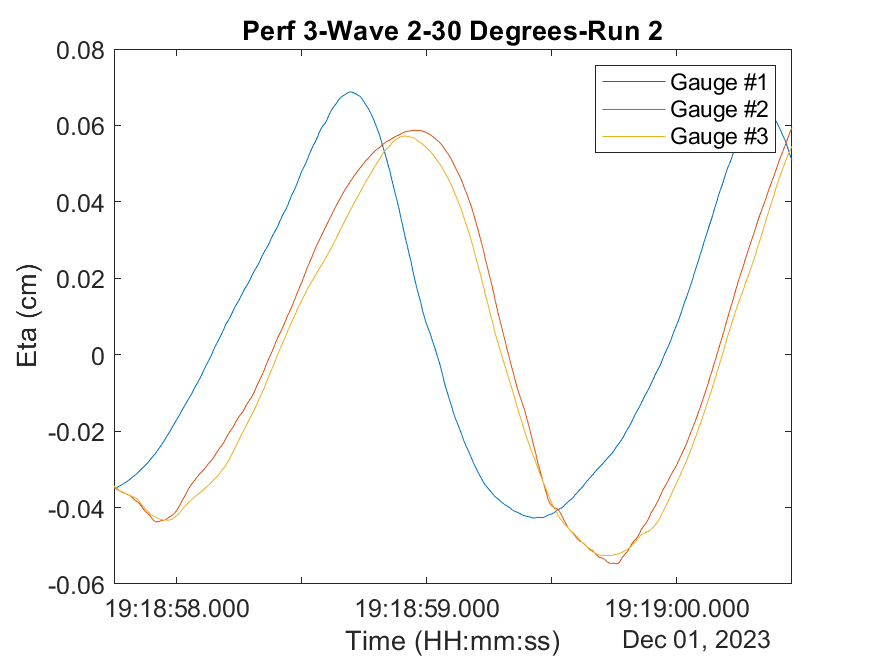 Perf 3-Wave 2-30 Degrees-Run 2
0.08
0.06
0.04
0.02
0
-0.02
-0.04
-0.06
Eta (cm)
Gauge #1
Gauge #2
Gauge #3
19:18:58.000
19:18:59.000
19:19:00.000
Time (HH:mm:ss)
Dec 01, 2023